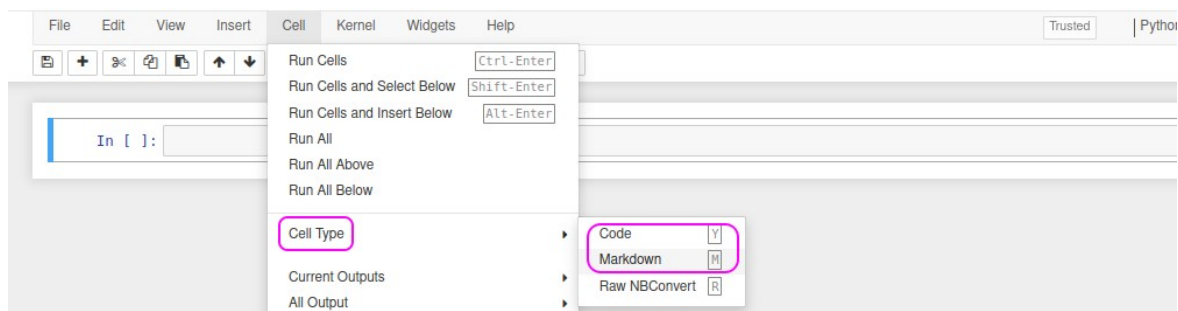 File Edit View Insert Cell Kernel Widgets Help Trusted Python
Run Cells Ctrl-Enter
Run Cells and Select Below Shift-Enter
Run Cells and Insert Below Alt-Enter
In [ ]: Run All
Run All Above
Run All Below
Cell Type Code Y
Markdown M
Current Outputs Raw NBConvert R
All Output